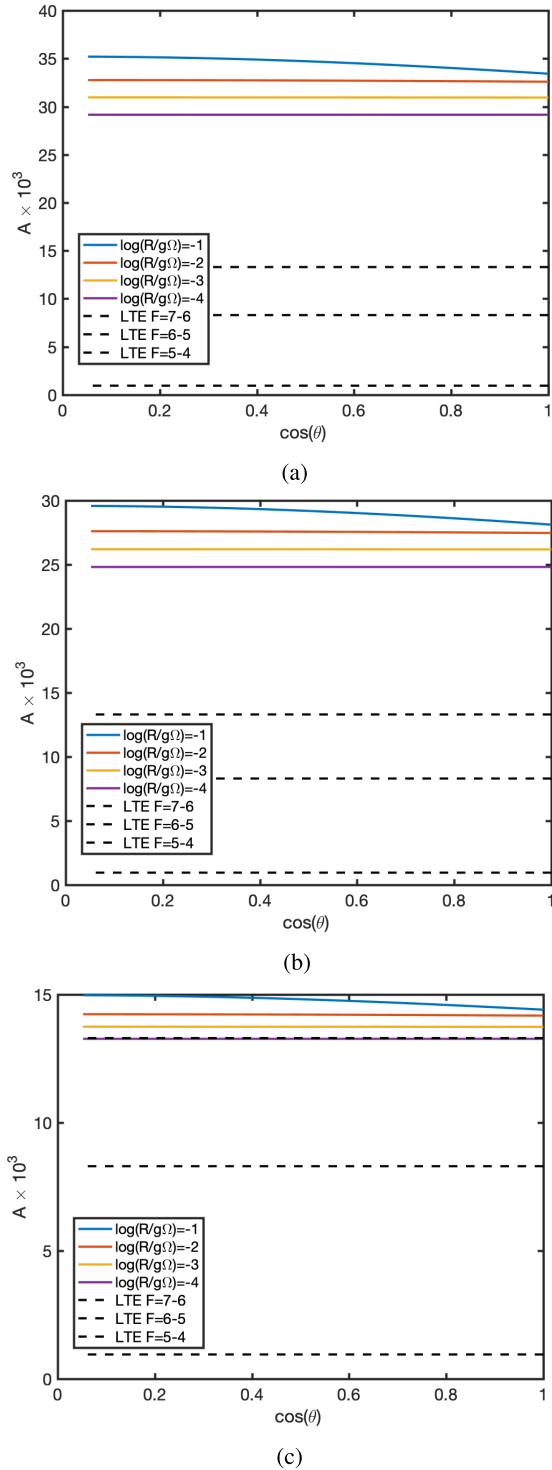 40
35
30
25
20
15
10
5
0
A × 10³
log(R/gΩ)=-1
log(R/gΩ)=-2
log(R/gΩ)=-3
log(R/gΩ)=-4
LTE F=7-6
LTE F=6-5
LTE F=5-4
0 0.2 0.4 0.6 0.8 1
cos(θ)
(a)
30
25
20
15
10
5
0
A × 10³
log(R/gΩ)=-1
log(R/gΩ)=-2
log(R/gΩ)=-3
log(R/gΩ)=-4
LTE F=7-6
LTE F=6-5
LTE F=5-4
0 0.2 0.4 0.6 0.8 1
cos(θ)
(b)
15
10
5
0
A × 10³
log(R/gΩ)=-1
log(R/gΩ)=-2
log(R/gΩ)=-3
log(R/gΩ)=-4
LTE F=7-6
LTE F=6-5
LTE F=5-4
0 0.2 0.4 0.6 0.8 1
cos(θ)
(c)